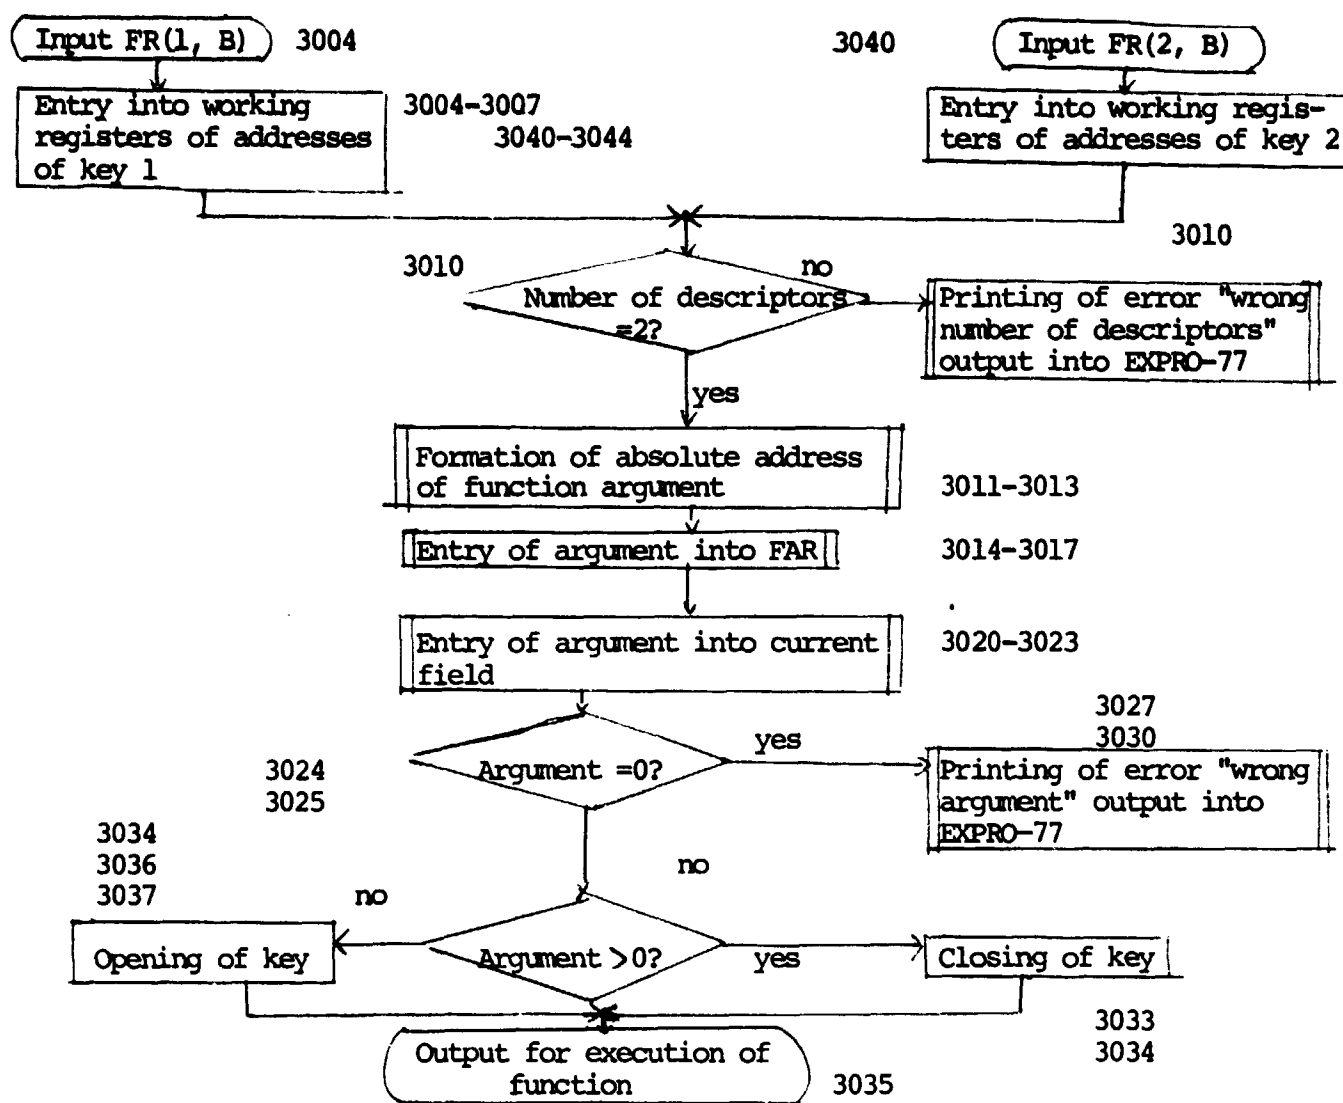 Input FR(1, B) 3004
3040 Input FR(2, B)
Entry into working
registers of addresses
of key 1
3004-3007
3040-3044
Entry into working regis-
ters of addresses of key 2
3010
no
Number of descriptors
=2?
3010
Printing of error "wrong
number of descriptors"
output into EXPRO-77
yes
Formation of absolute address
of function argument
3011-3013
Entry of argument into FAR
3014-3017
Entry of argument into current
field
3020-3023
3024
3025
Argument =0?
yes
3027
3030
Printing of error "wrong
argument" output into
EXPRO-77
no
3034
3036
3037
no
Opening of key
Argument >0?
yes
Closing of key
3033
3034
Output for execution of
function
3035